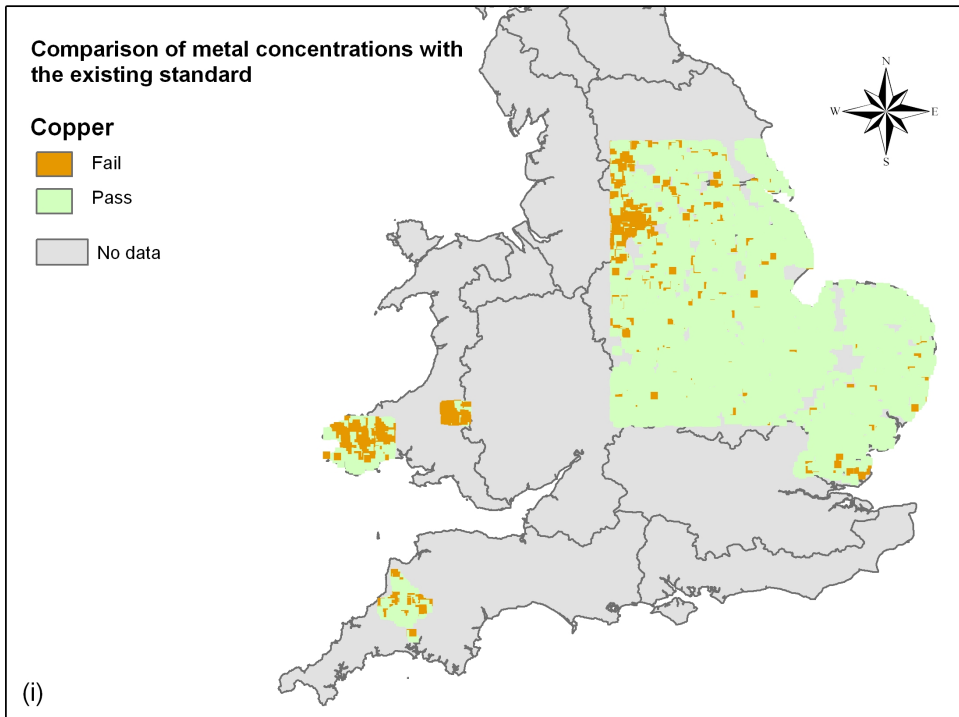 Comparison of metal concentrations with
the existing standard
Copper
Fail
Pass
No data
N
W E
S
(i)